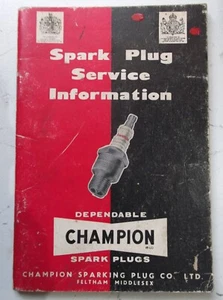 Spark Plug
Service
Information
DEPENDABLE
CHAMPION
SPARK PLUGS
CHAMPION SPARKING PLUG CO. LTD.
FELTHAM MIDDLESEX